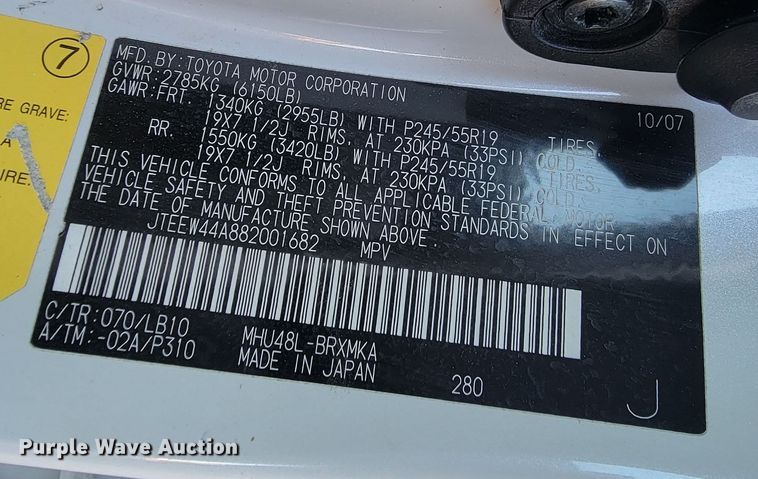 7
RE GRAVE:
A
URE.
MFD. BY: TOYOTA MOTOR CORPORATION 10/07
GVWR: 2785KG (6150LB)
GAWR: FRT. 1340KG (2955LB) WITH P245/55R19 TIRES,
19X7 1/2J RIMS, AT 230KPA (33PSI) COLD.
RR. 1550KG (3420LB) WITH P245/55R19 TIRES,
19X7 1/2J RIMS, AT 230KPA (33PSI) COLD.
THIS VEHICLE CONFORMS TO ALL APPLICABLE FEDERAL MOTOR
VEHICLE SAFETY AND THEFT PREVENTION STANDARDS IN EFFECT ON
THE DATE OF MANUFACTURE SHOWN ABOVE.
JTEEW44A882001682 MPV
C/TR: 070/LB10 MHU48L-BRXMKA
A/TM: -02A/P310 MADE IN JAPAN 280 J
Purple Wave Auction